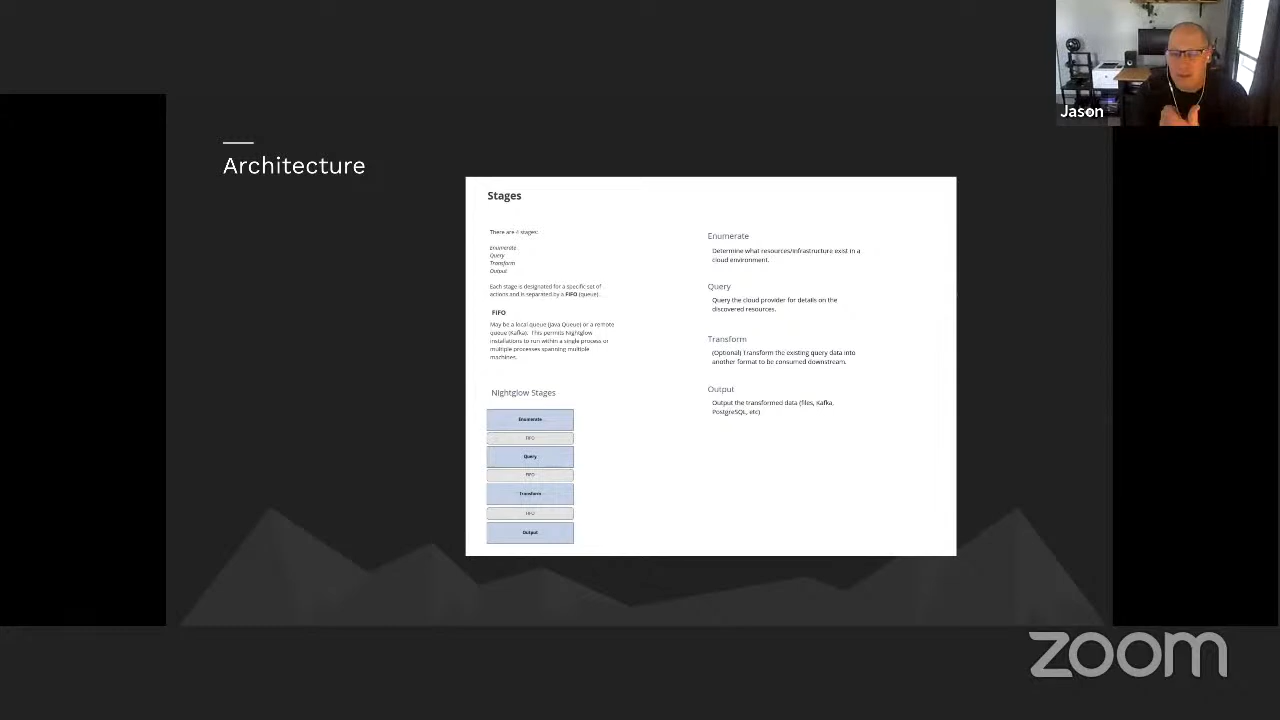 Jason
Architecture
Stages
There are 4 stages:
Enumerate
Query
Transform
Output
Each stage is designated for a specific set of
actions and is separated by a FIFO (queue).
FIFO
May be a local queue (Java Queue) or a remote
queue (Kafka). This permits Nightglow
installations to run within a single process or
multiple processes spanning multiple
machines.
Nightglow Stages
Enumerate
FIFO
Query
FIFO
Transform
FIFO
Output
Enumerate
Determine what resources/infrastructure exist in a
cloud environment.
Query
Query the cloud provider for details on the
discovered resources.
Transform
(Optional) Transform the existing query data into
another format to be consumed downstream.
Output
Output the transformed data (files, Kafka,
PostgreSQL, etc)
zoom